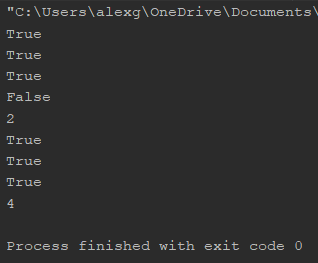 "C:\Users\alexg\OneDrive\Documents\
True
True
True
False
2
True
True
True
4
Process finished with exit code 0